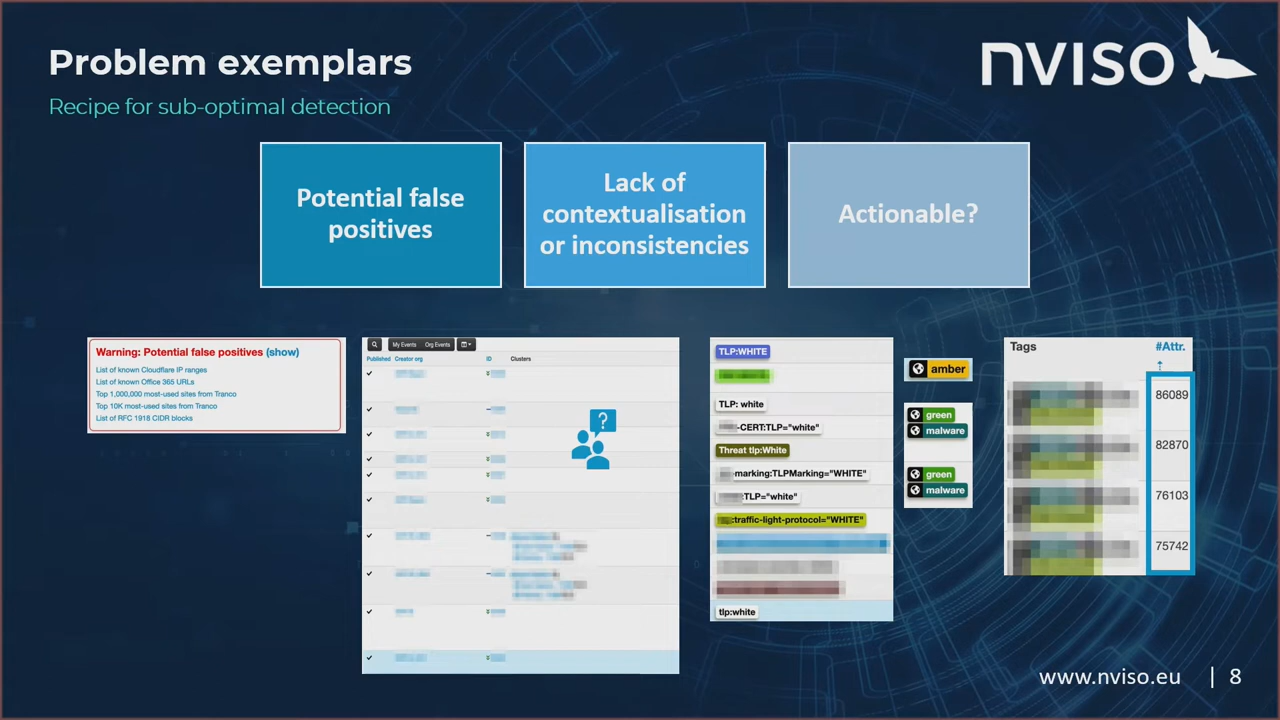 Problem exemplars
nviso
Recipe for sub-optimal detection
Potential false
positives
Lack of
contextualisation
or inconsistencies
Actionable?
Warning: Potential false positives (show)
List of known Cloudflare IP ranges
List of known Office 365 URLs
Top 1,000,000 most-used sites from Tranco
Top 10K most-used sites from Tranco
List of RFC 1918 CIDR blocks
My Events Org Events
Published Creator org ID Clusters
?
TLP:WHITE
TLP: white
-CERT:TLP="white"
Threat tlp:White
-marking:TLPMarking="WHITE"
:TLP="white"
:traffic-light-protocol="WHITE"
tlp:white
amber
green
malware
green
malware
Tags #Attr.
86089
82870
76103
75742
www.nviso.eu | 8